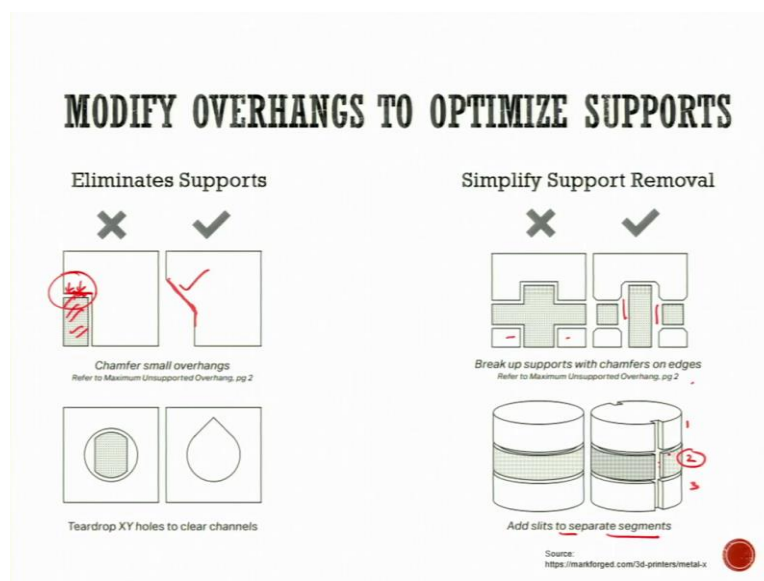 MODIFY OVERHANGS TO OPTIMIZE SUPPORTS
Eliminates Supports
Chamfer small overhangs
Refer to Maximum Unsupported Overhang, pg 2
Teardrop XY holes to clear channels
Simplify Support Removal
Break up supports with chamfers on edges
Refer to Maximum Unsupported Overhang, pg 2
1
2
3
Add slits to separate segments
Source:
https://markforged.com/3d-printers/metal-x